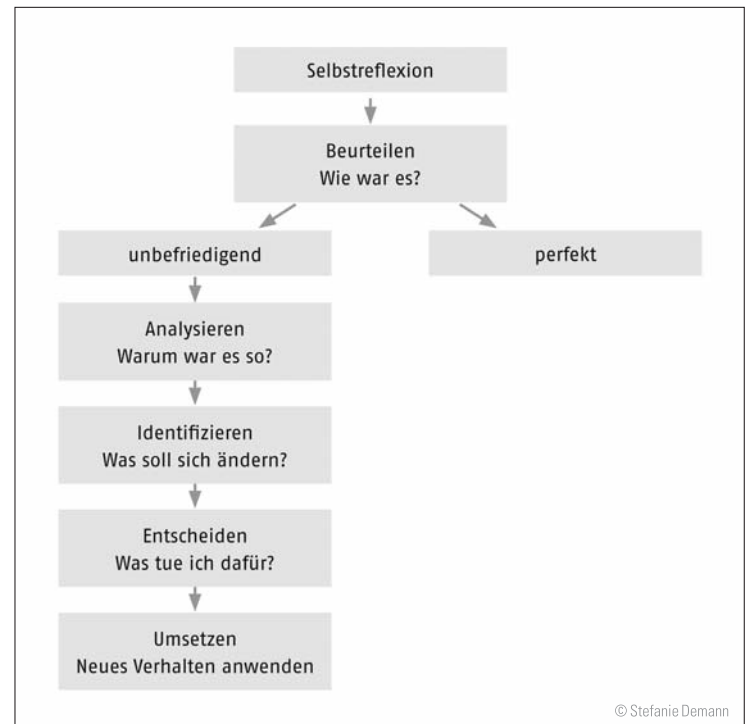 Selbstreflexion
Beurteilen
Wie war es?
unbefriedigend
perfekt
Analysieren
Warum war es so?
Identifizieren
Was soll sich ändern?
Entscheiden
Was tue ich dafür?
Umsetzen
Neues Verhalten anwenden
© Stefanie Demann